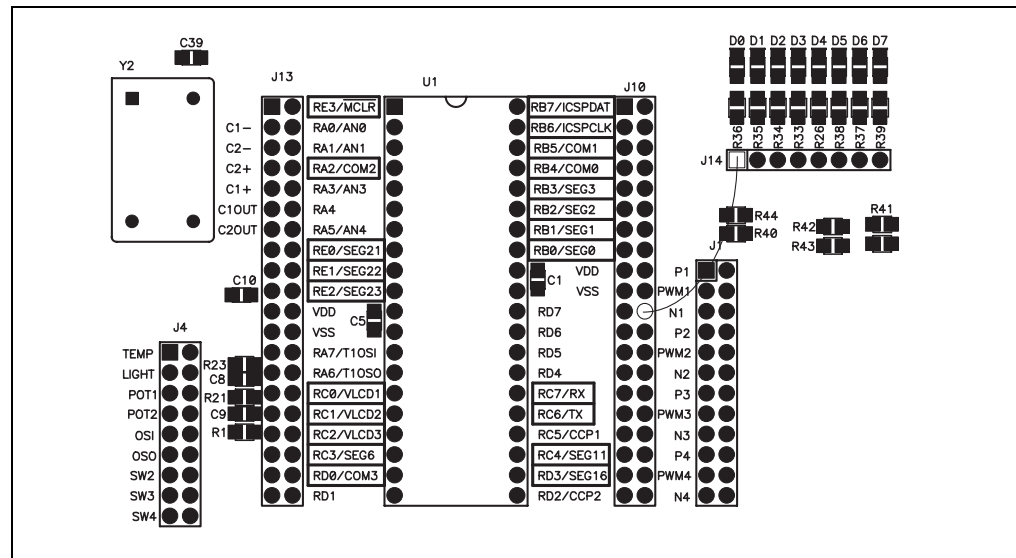 C39
Y2
J13
U1
J10
D0 D1 D2 D3 D4 D5 D6 D7
R36 R35 R34 R33 R26 R38 R37 R39
J14
R44
R40
R42
R43
R41
C1-
C2-
C2+
C1+
C1OUT
C2OUT
RE3/MCLR
RA0/AN0
RA1/AN1
RA2/COM2
RA3/AN3
RA4
RA5/AN4
RE0/SEG21
RE1/SEG22
RE2/SEG23
VDD
VSS
RA7/T1OSI
RA6/T1OSO
RC0/VLCD1
RC1/VLCD2
RC2/VLCD3
RC3/SEG6
RD0/COM3
RD1
C10
C5
C1
RB7/ICSPDAT
RB6/ICSPCLK
RB5/COM1
RB4/COM0
RB3/SEG3
RB2/SEG2
RB1/SEG1
RB0/SEG0
VDD
VSS
RD7
RD6
RD5
RD4
RC7/RX
RC6/TX
RC5/CCP1
RC4/SEG11
RD3/SEG16
RD2/CCP2
P1
PWM1
N1
P2
PWM2
N2
P3
PWM3
N3
P4
PWM4
N4
J4
TEMP
LIGHT
POT1
POT2
OSI
OSO
SW2
SW3
SW4
R23
C8
R21
C9
R1